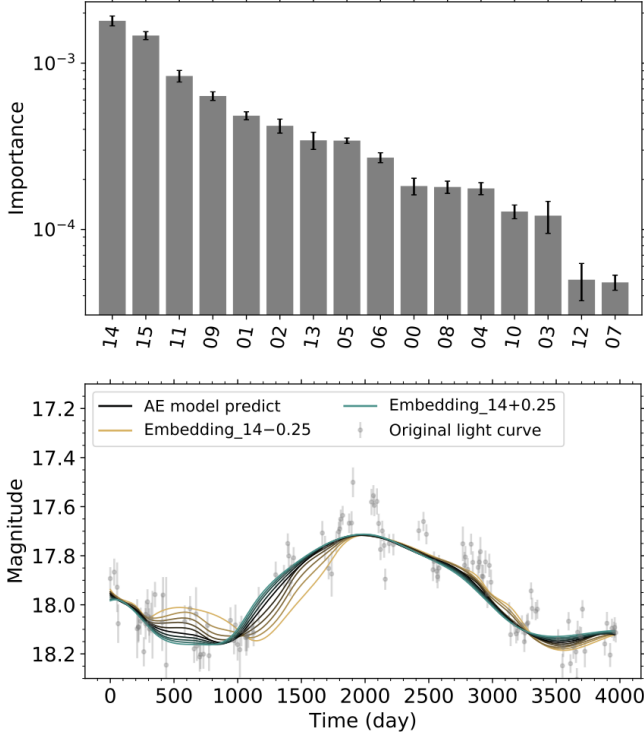 Importance
10⁻³
10⁻⁴
14 15 11 09 01 02 13 05 06 00 08 04 10 03 12 07
Magnitude
17.2
17.4
17.6
17.8
18.0
18.2
AE model predict
Embedding_14−0.25
Embedding_14+0.25
Original light curve
0 500 1000 1500 2000 2500 3000 3500 4000
Time (day)